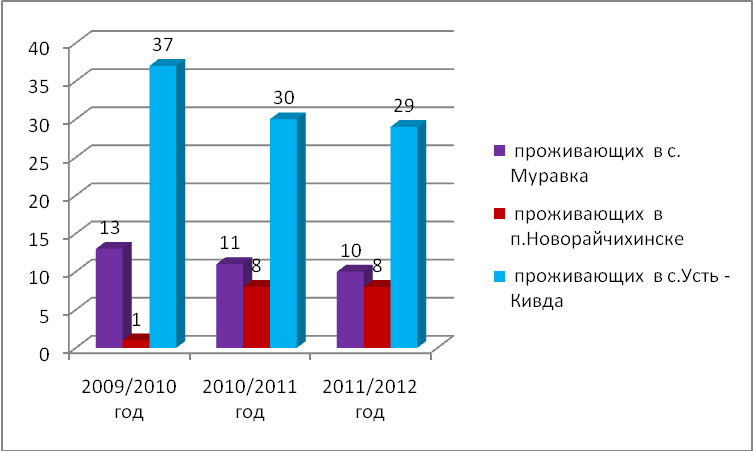 40
35
30
25
20
15
10
5
0
13
1
37
11
8
30
10
8
29
2009/2010
год
2010/2011
год
2011/2012
год
проживающих в с.
Муравка
проживающих в
п.Новорайчихинске
проживающих в с.Усть -
Кивда